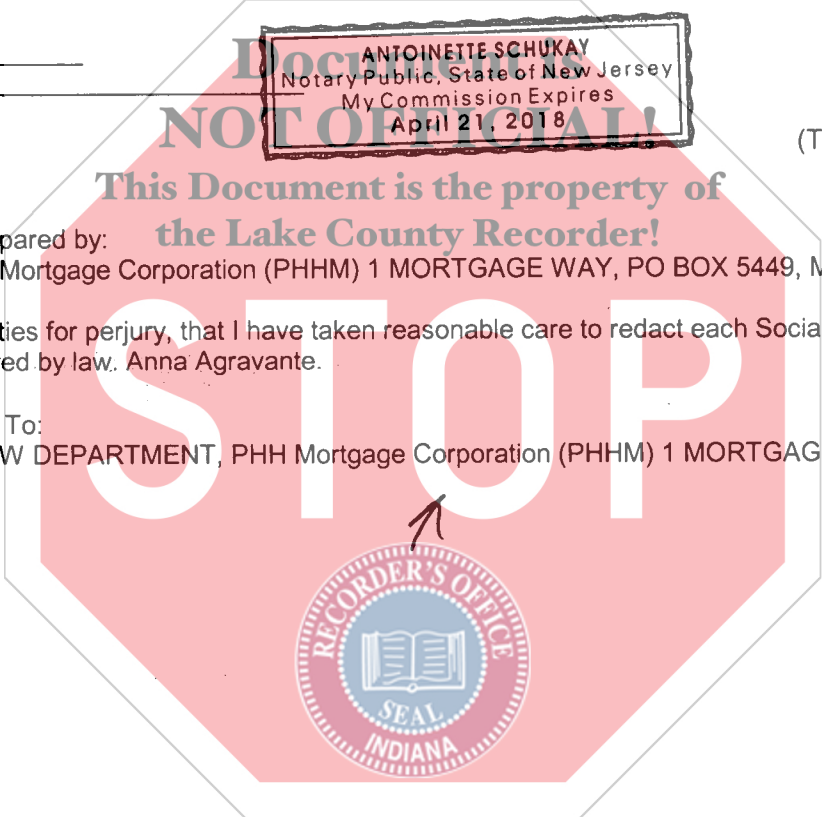 ANTOINETTE SCHUKAY
Notary Public, State of New Jersey
My Commission Expires
April 21, 2018
Document is
NOT OFFICIAL!
This Document is the property of
the Lake County Recorder!
(T
pared by:
Mortgage Corporation (PHHM) 1 MORTGAGE WAY, PO BOX 5449, M
ties for perjury, that I have taken reasonable care to redact each Socia
ed by law. Anna Agravante.
To:
W DEPARTMENT, PHH Mortgage Corporation (PHHM) 1 MORTGAG
STOP
RECORDER'S OFFICE
SEAL
INDIANA